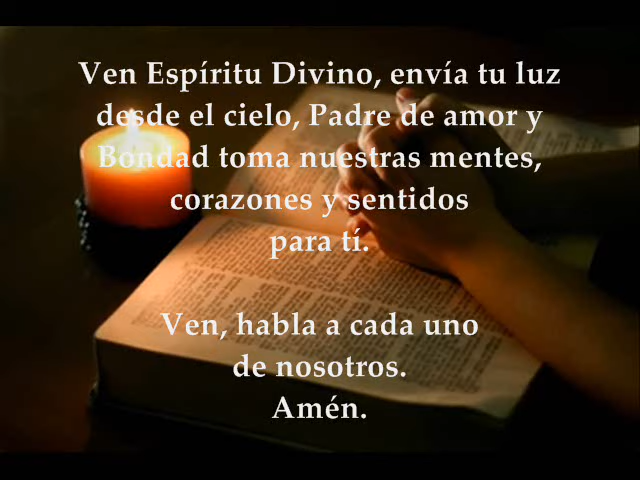 Ven Espíritu Divino, envía tu luz
desde el cielo, Padre de amor y
Bondad toma nuestras mentes,
corazones y sentidos
para tí.
Ven, habla a cada uno
de nosotros.
Amén.